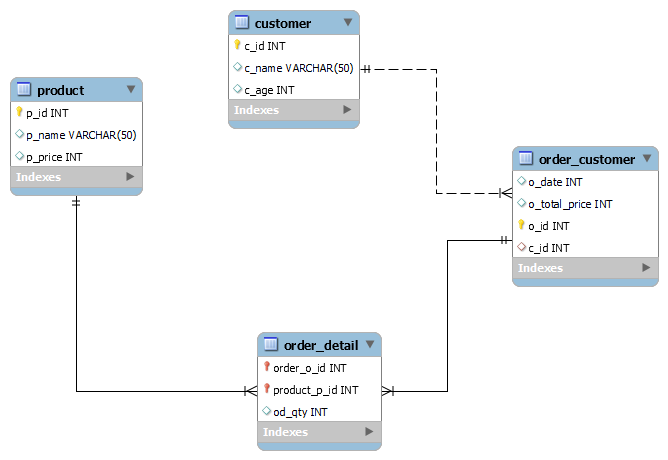 customer
c_id INT
c_name VARCHAR(50)
c_age INT
Indexes
product
p_id INT
p_name VARCHAR(50)
p_price INT
Indexes
order_customer
o_date INT
o_total_price INT
o_id INT
c_id INT
Indexes
order_detail
order_o_id INT
product_p_id INT
od_qty INT
Indexes